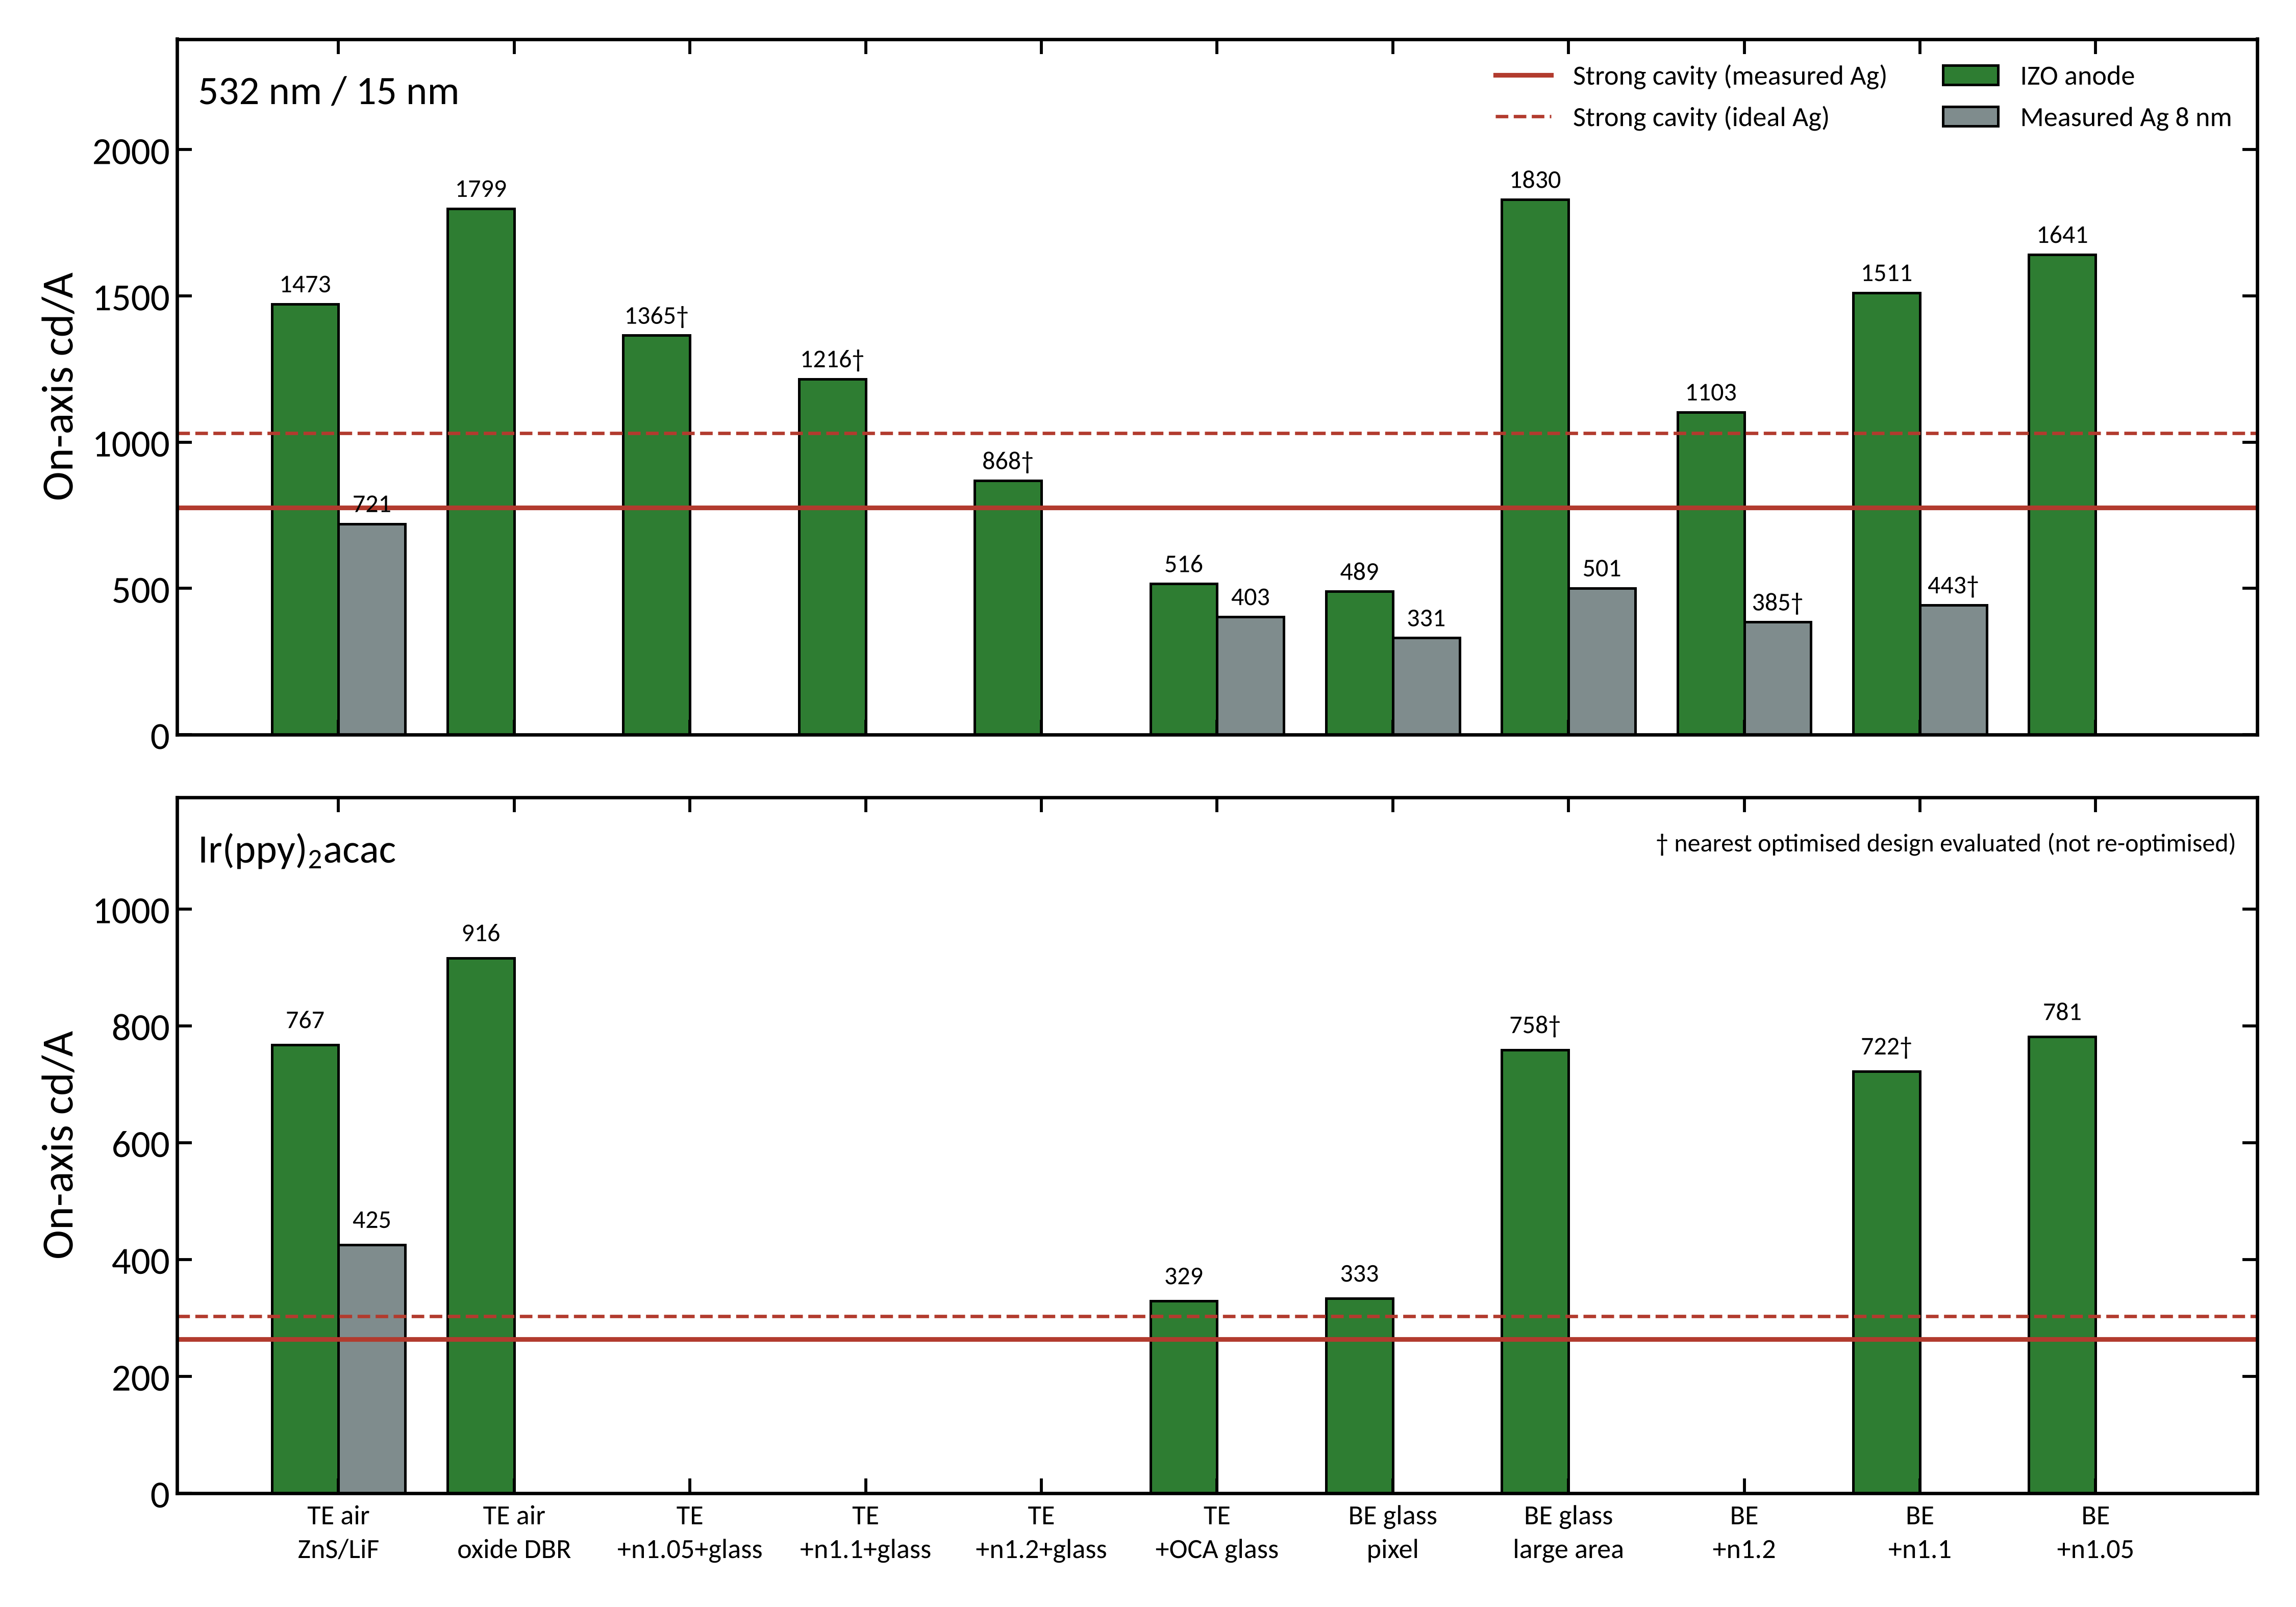 532 nm / 15 nm
Strong cavity (measured Ag)
Strong cavity (ideal Ag)
IZO anode
Measured Ag 8 nm
On-axis cd/A
2000
1500
1000
500
0
1473
721
1799
1365†
1216†
868†
516
403
489
331
1830
501
1103
385†
1511
443†
1641
Ir(ppy)₂acac
† nearest optimised design evaluated (not re-optimised)
On-axis cd/A
1000
800
600
400
200
0
767
425
916
329
333
758†
722†
781
TE air
ZnS/LiF
TE air
oxide DBR
TE
+n1.05+glass
TE
+n1.1+glass
TE
+n1.2+glass
TE
+OCA glass
BE glass
pixel
BE glass
large area
BE
+n1.2
BE
+n1.1
BE
+n1.05